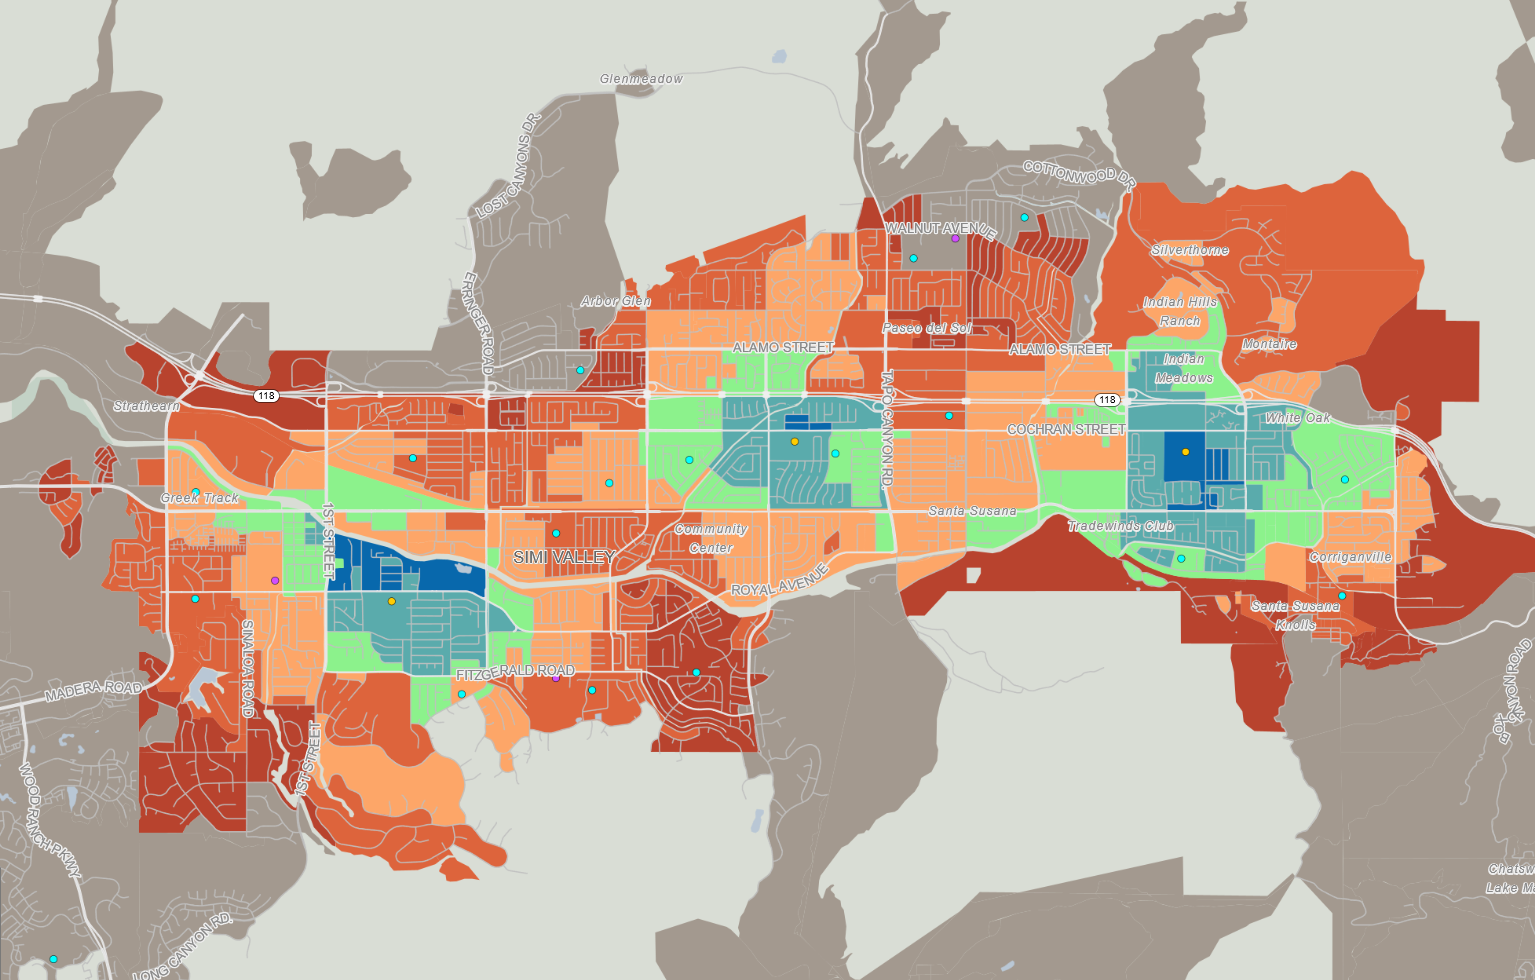 Glenmeadow
LOST CANYONS DR.
COTTONWOOD DR
WALNUT AVENUE
Silverthorne
ERRINGER ROAD
Arbor Glen
Indian Hills
Ranch
Paseo del Sol
ALAMO STREET
ALAMO STREET
Montaire
Indian
Meadows
118
118
Strathearn
TAPO CANYON RD.
COCHRAN STREET
White Oak
Greek Track
1ST STREET
Santa Susana
Tradewinds Club
Community
Center
SIMI VALLEY
Corriganville
ROYAL AVENUE
Santa Susana
Knolls
SINALOA ROAD
FITZGERALD ROAD
MADERA ROAD
1ST STREET
BOX CANYON ROAD
WOOD RANCH PKWY
Chatsw
Lake Ma
LONG CANYON RD.